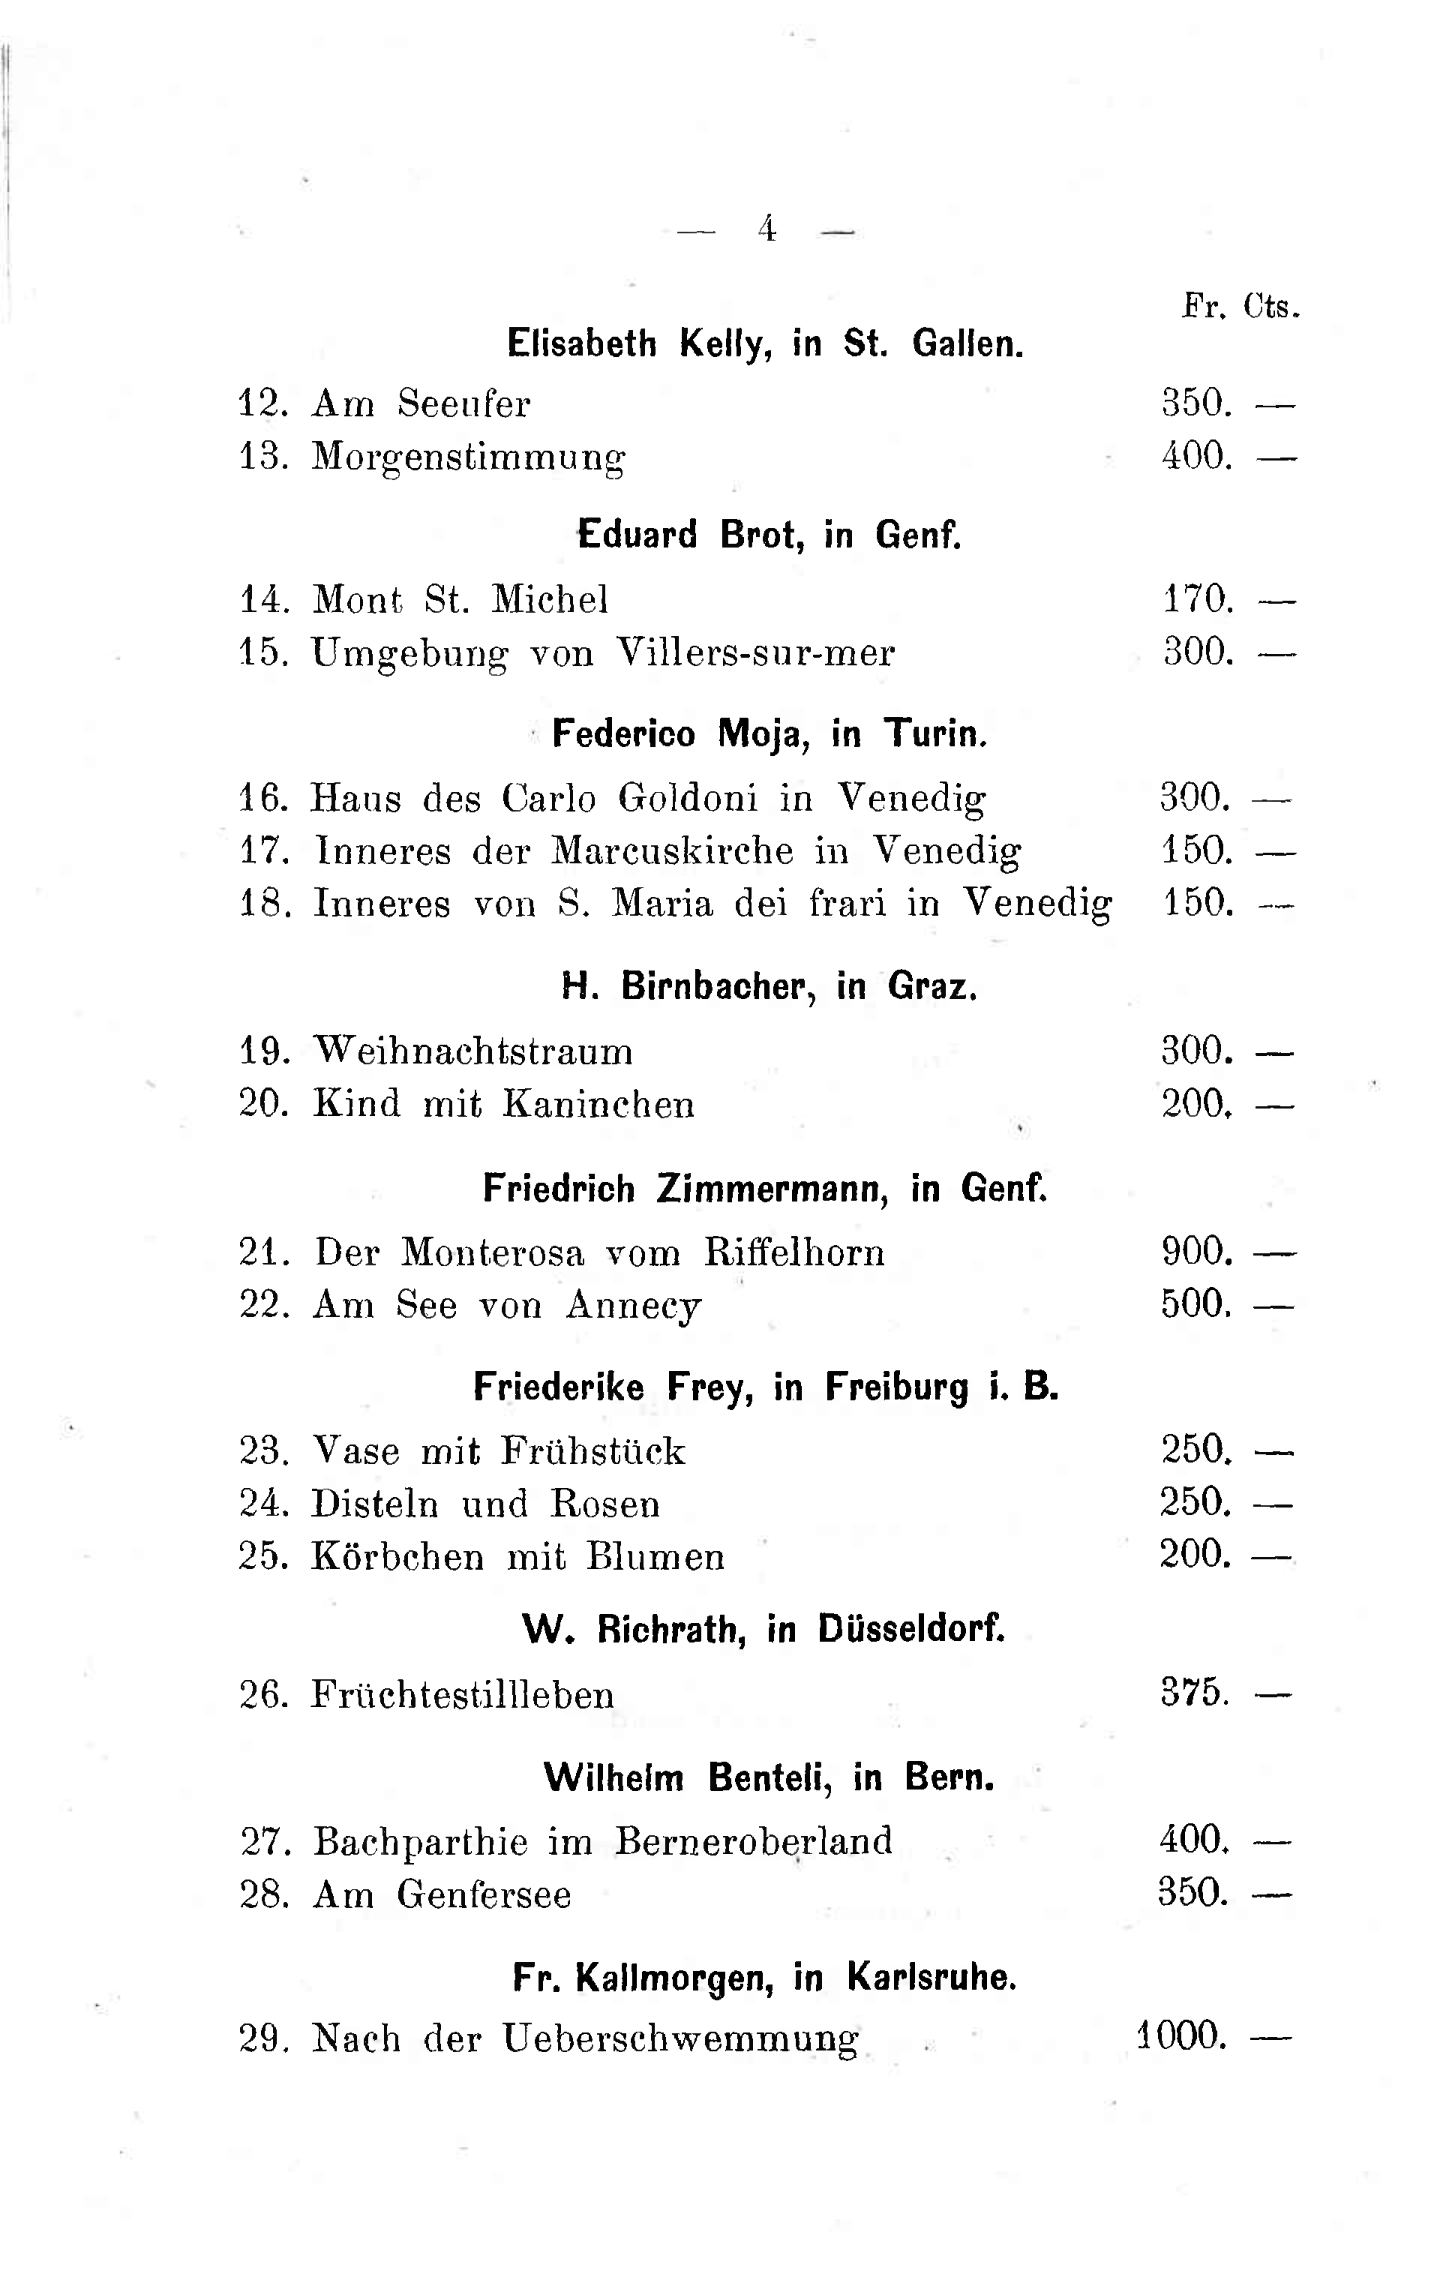 — 4 —
Fr. Cts.
Elisabeth Kelly, in St. Gallen.
12. Am Seeufer 350. —
13. Morgenstimmung 400. —
Eduard Brot, in Genf.
14. Mont St. Michel 170. —
15. Umgebung von Villers-sur-mer 300. —
Federico Moja, in Turin.
16. Haus des Carlo Goldoni in Venedig 300. —
17. Inneres der Marcuskirche in Venedig 150. —
18. Inneres von S. Maria dei frari in Venedig 150. —
H. Birnbacher, in Graz.
19. Weihnachtstraum 300. —
20. Kind mit Kaninchen 200. —
Friedrich Zimmermann, in Genf.
21. Der Monterosa vom Riffelhorn 900. —
22. Am See von Annecy 500. —
Friederike Frey, in Freiburg i. B.
23. Vase mit Frühstück 250. —
24. Disteln und Rosen 250. —
25. Körbchen mit Blumen 200. —
W. Richrath, in Düsseldorf.
26. Früchtestillleben 375. —
Wilhelm Benteli, in Bern.
27. Bachparthie im Berneroberland 400. —
28. Am Genfersee 350. —
Fr. Kallmorgen, in Karlsruhe.
29. Nach der Ueberschwemmung 1000. —